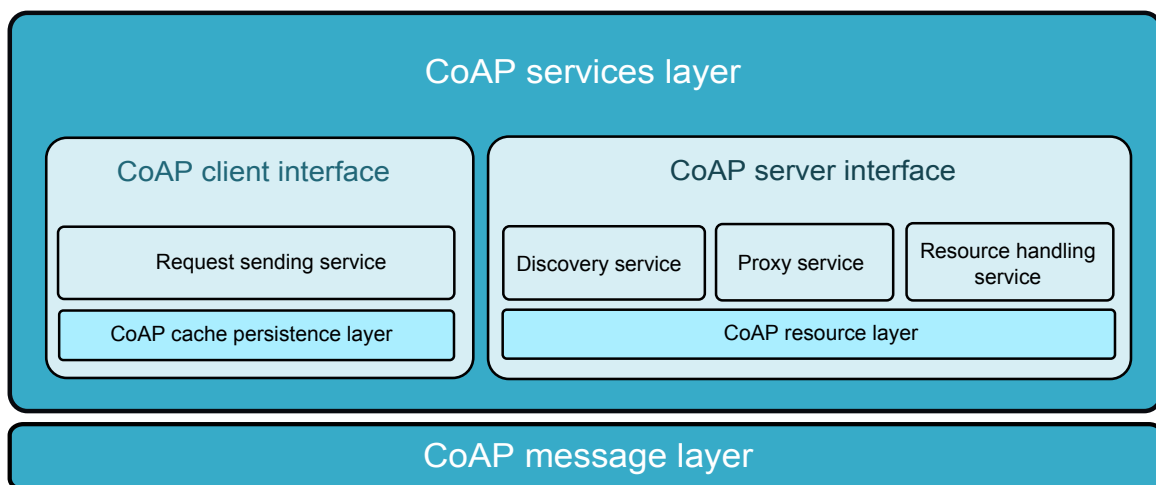 CoAP services layer
CoAP client interface
Request sending service
CoAP cache persistence layer
CoAP server interface
Discovery service
Proxy service
Resource handling
service
CoAP resource layer
CoAP message layer